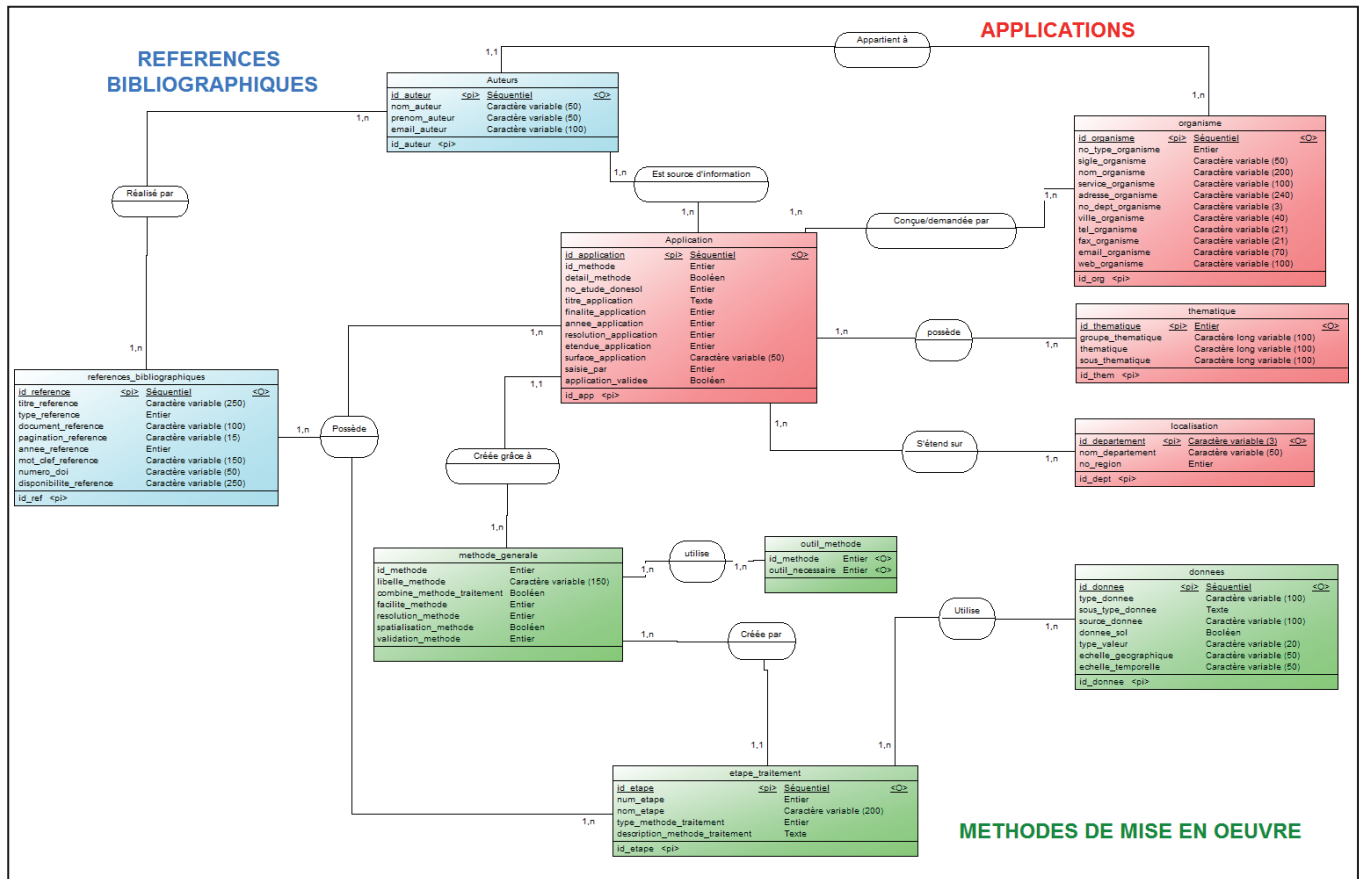 REFERENCES
BIBLIOGRAPHIQUES
APPLICATIONS
Appartient à
1,1
1,n
Auteurs
id_auteur <pi> Séquentiel <O>
nom_auteur Caractère variable (50)
prenom_auteur Caractère variable (50)
email_auteur Caractère variable (100)
id_auteur <pi>
1,n
1,n
Réalisé par
1,n
Est source d'information
1,n
organisme
id_organisme <pi> Séquentiel <O>
no_type_organisme Entier
sigle_organisme Caractère variable (50)
nom_organisme Caractère variable (200)
service_organisme Caractère variable (100)
adresse_organisme Caractère variable (240)
no_dept_organisme Caractère variable (3)
ville_organisme Caractère variable (40)
tel_organisme Caractère variable (21)
fax_organisme Caractère variable (21)
email_organisme Caractère variable (70)
web_organisme Caractère variable (100)
id_org <pi>
1,n
Conçue/demandée par
1,n
Application
id_application <pi> Séquentiel <O>
id_methode Entier
detail_methode Booléen
no_etude_donesol Entier
titre_application Texte
finalite_application Entier
annee_application Entier
resolution_application Entier
etendue_application Entier
surface_application Caractère variable (50)
saisie_par Entier
application_validee Booléen
id_app <pi>
1,n
possède
1,n
thematique
id_thematique <pi> Entier <O>
groupe_thematique Caractère long variable (100)
thematique Caractère long variable (100)
sous_thematique Caractère long variable (100)
id_them <pi>
1,n
1,n
references_bibliographiques
id_reference <pi> Séquentiel <O>
titre_reference Caractère variable (250)
type_reference Entier
document_reference Caractère variable (100)
pagination_reference Caractère variable (15)
annee_reference Entier
mot_clef_reference Caractère variable (150)
numero_doi Caractère variable (50)
disponibilite_reference Caractère variable (250)
id_ref <pi>
1,n
Possède
1,1
Créée grâce à
1,n
1,n
S'étend sur
1,n
localisation
id_departement <pi> Caractère variable (3) <O>
nom_departement Caractère variable (50)
no_region Entier
id_dept <pi>
methode_generale
id_methode Entier
libelle_methode Caractère variable (150)
combine_methode_traitement Booléen
facilite_methode Entier
resolution_methode Entier
spatialisation_methode Booléen
validation_methode Entier
1,n
utilise
1,n
outil_methode
id_methode Entier <O>
outil_necessaire Entier <O>
1,n
Créée par
1,1
donnees
id_donnee <pi> Séquentiel <O>
type_donnee Caractère variable (100)
sous_type_donnee Texte
source_donnee Caractère variable (100)
donnee_sol Booléen
type_valeur Caractère variable (20)
echelle_geographique Caractère variable (50)
echelle_temporelle Caractère variable (50)
id_donnee <pi>
Utilise
1,n
1,n
etape_traitement
id_etape <pi> Séquentiel <O>
num_etape Entier
nom_etape Caractère variable (200)
type_methode_traitement Entier
description_methode_traitement Texte
id_etape <pi>
1,n
METHODES DE MISE EN OEUVRE